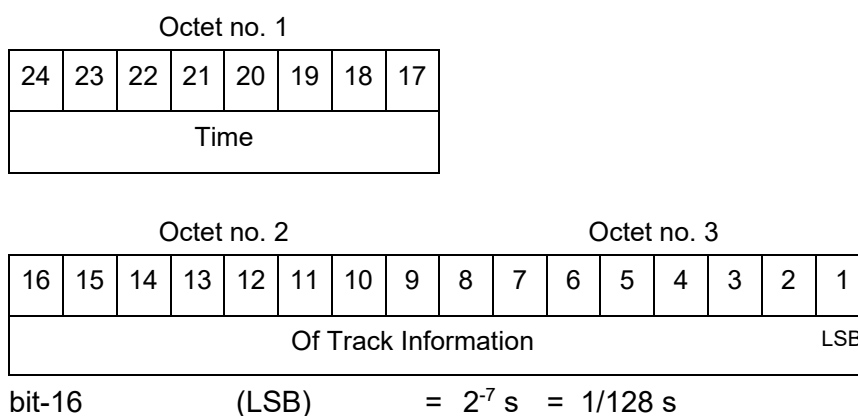 Octet no. 1
24 23 22 21 20 19 18 17
Time
Octet no. 2 Octet no. 3
16 15 14 13 12 11 10 9 8 7 6 5 4 3 2 1
Of Track Information LSB
bit-16 (LSB) = 2⁻⁷ s = 1/128 s